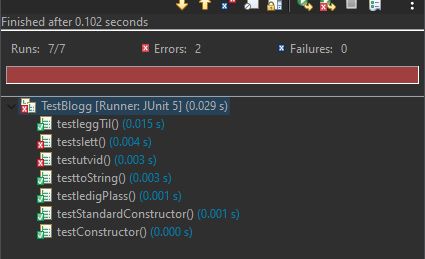 Finished after 0.102 seconds
Runs: 7/7 Errors: 2 Failures: 0
TestBlogg [Runner: JUnit 5] (0.029 s)
testleggTil() (0.015 s)
testslett() (0.004 s)
testutvid() (0.003 s)
testtoString() (0.003 s)
testledigPlass() (0.001 s)
testStandardConstructor() (0.001 s)
testConstructor() (0.000 s)